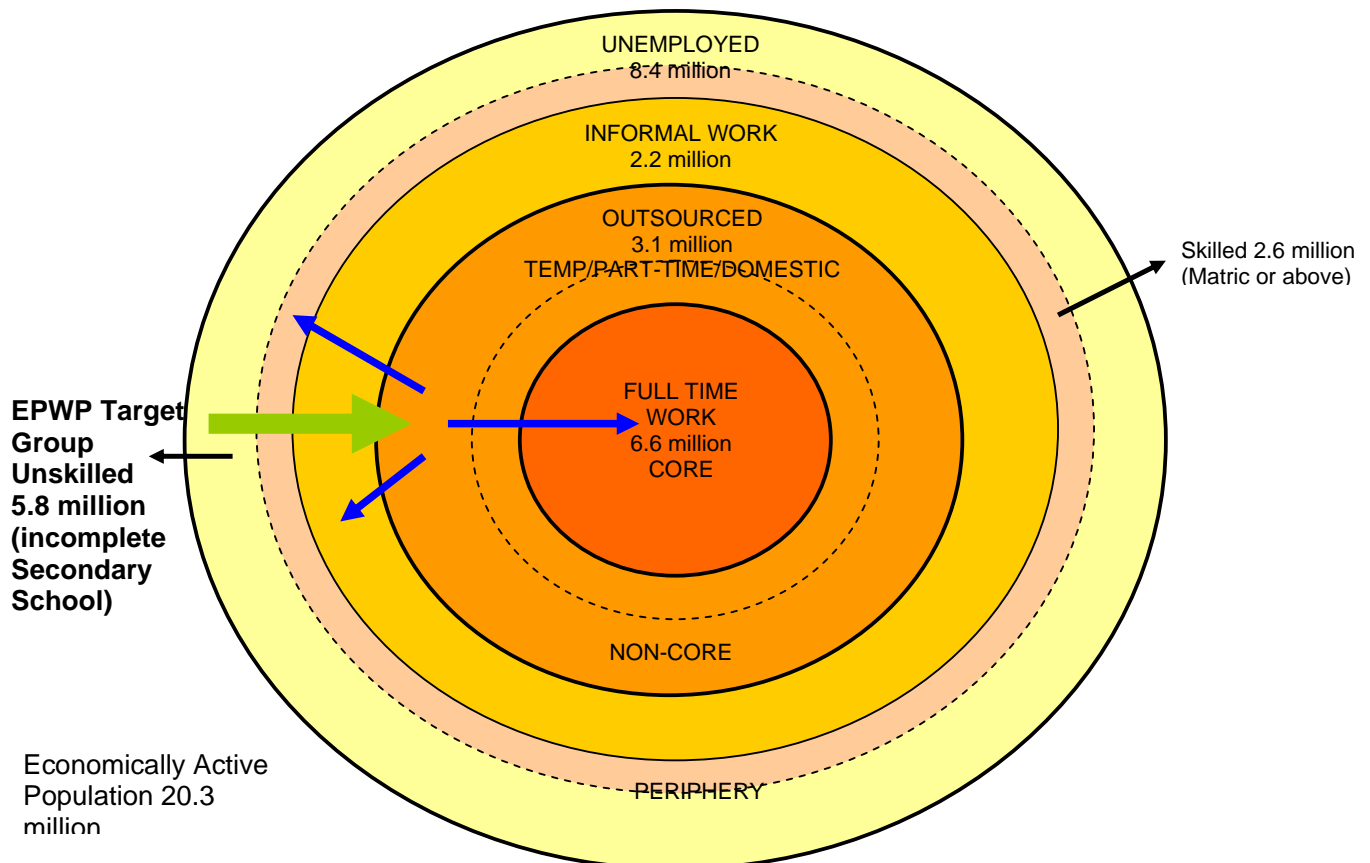 UNEMPLOYED
8.4 million
INFORMAL WORK
2.2 million
OUTSOURCED
3.1 million
TEMP/PART-TIME/DOMESTIC
Skilled 2.6 million
(Matric or above)
FULL TIME
WORK
6.6 million
CORE
EPWP Target
Group
Unskilled
5.8 million
(incomplete
Secondary
School)
NON-CORE
PERIPHERY
Economically Active
Population 20.3
million